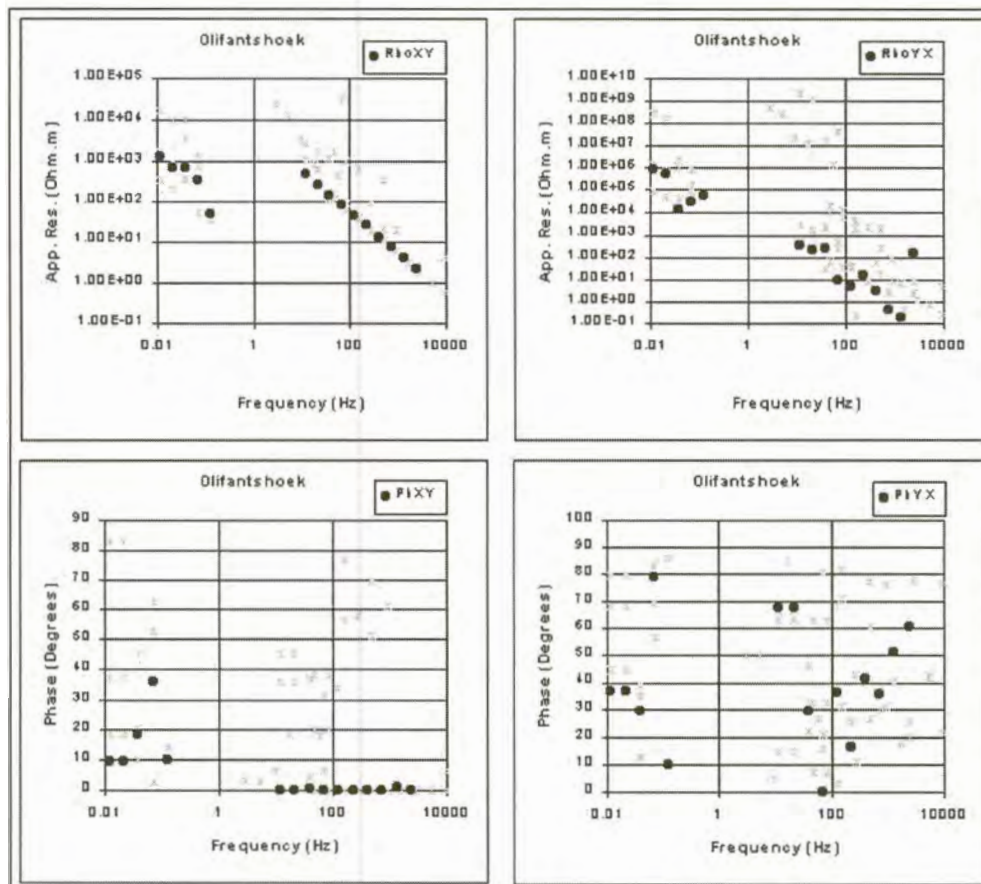 Olifantshoek
RhoXY
App. Res. (Ohm.m)
1.00E+05
1.00E+04
1.00E+03
1.00E+02
1.00E+01
1.00E+00
1.00E-01
0.01 1 100 10000
Frequency (Hz)
Olifantshoek
RhoYX
App. Res. (Ohm.m)
1.00E+10
1.00E+09
1.00E+08
1.00E+07
1.00E+06
1.00E+05
1.00E+04
1.00E+03
1.00E+02
1.00E+01
1.00E+00
1.00E-01
0.01 1 100 10000
Frequency (Hz)
Olifantshoek
PiXY
Phase (Degrees)
90
80
70
60
50
40
30
20
10
0
0.01 1 100 10000
Frequency (Hz)
Olifantshoek
PiYX
Phase (Degrees)
100
90
80
70
60
50
40
30
20
10
0
0.01 1 100 10000
Frequency (Hz)